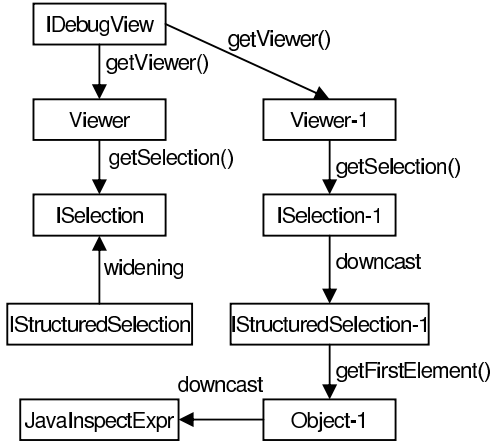 IDebugView
getViewer()
getViewer()
Viewer
Viewer-1
getSelection()
getSelection()
ISelection
ISelection-1
widening
downcast
IStructuredSelection
IStructuredSelection-1
getFirstElement()
downcast
JavaInspectExpr
Object-1